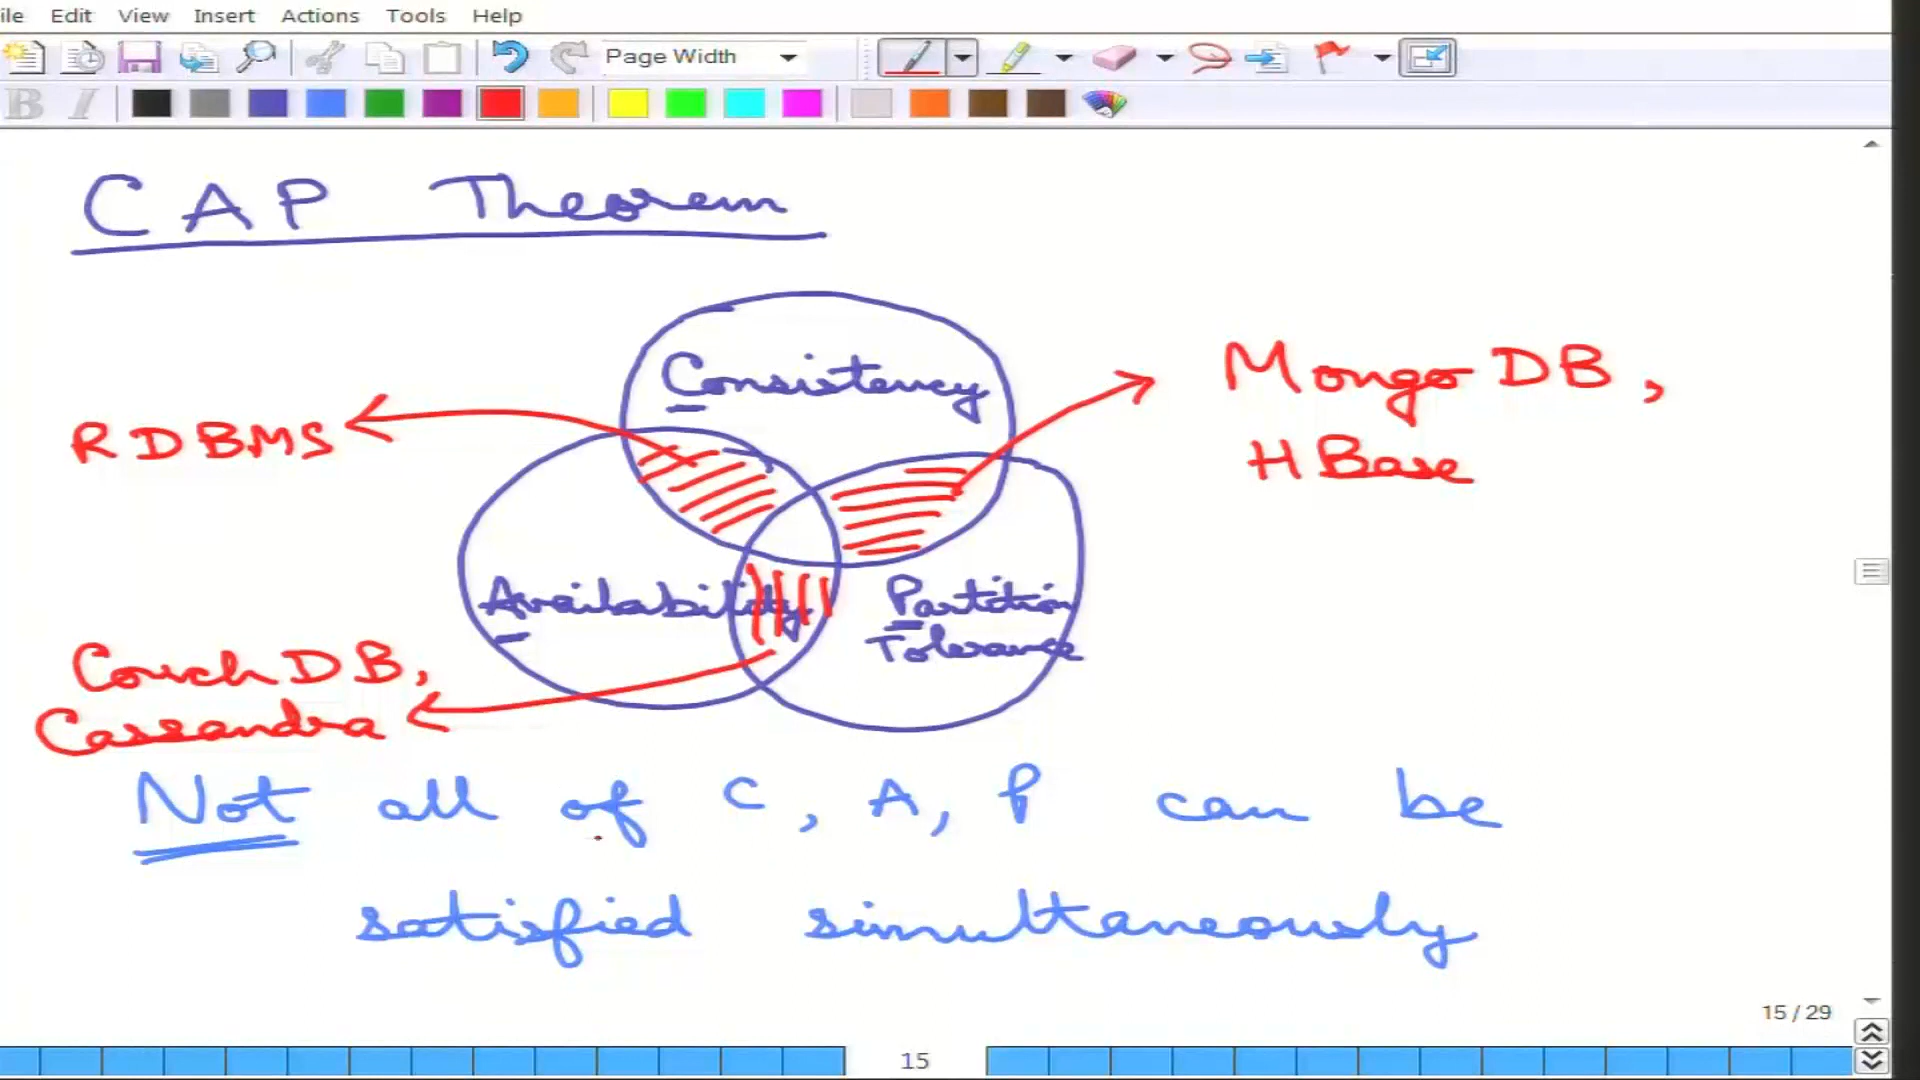 ile Edit View Insert Actions Tools Help
Page Width
B I
CAP Theorem
Consistency
MongoDB,
HBase
RDBMS
Availability
Partition
Tolerance
CouchDB,
Cassandra
Not all of C, A, P can be
satisfied simultaneously
15 / 29
15